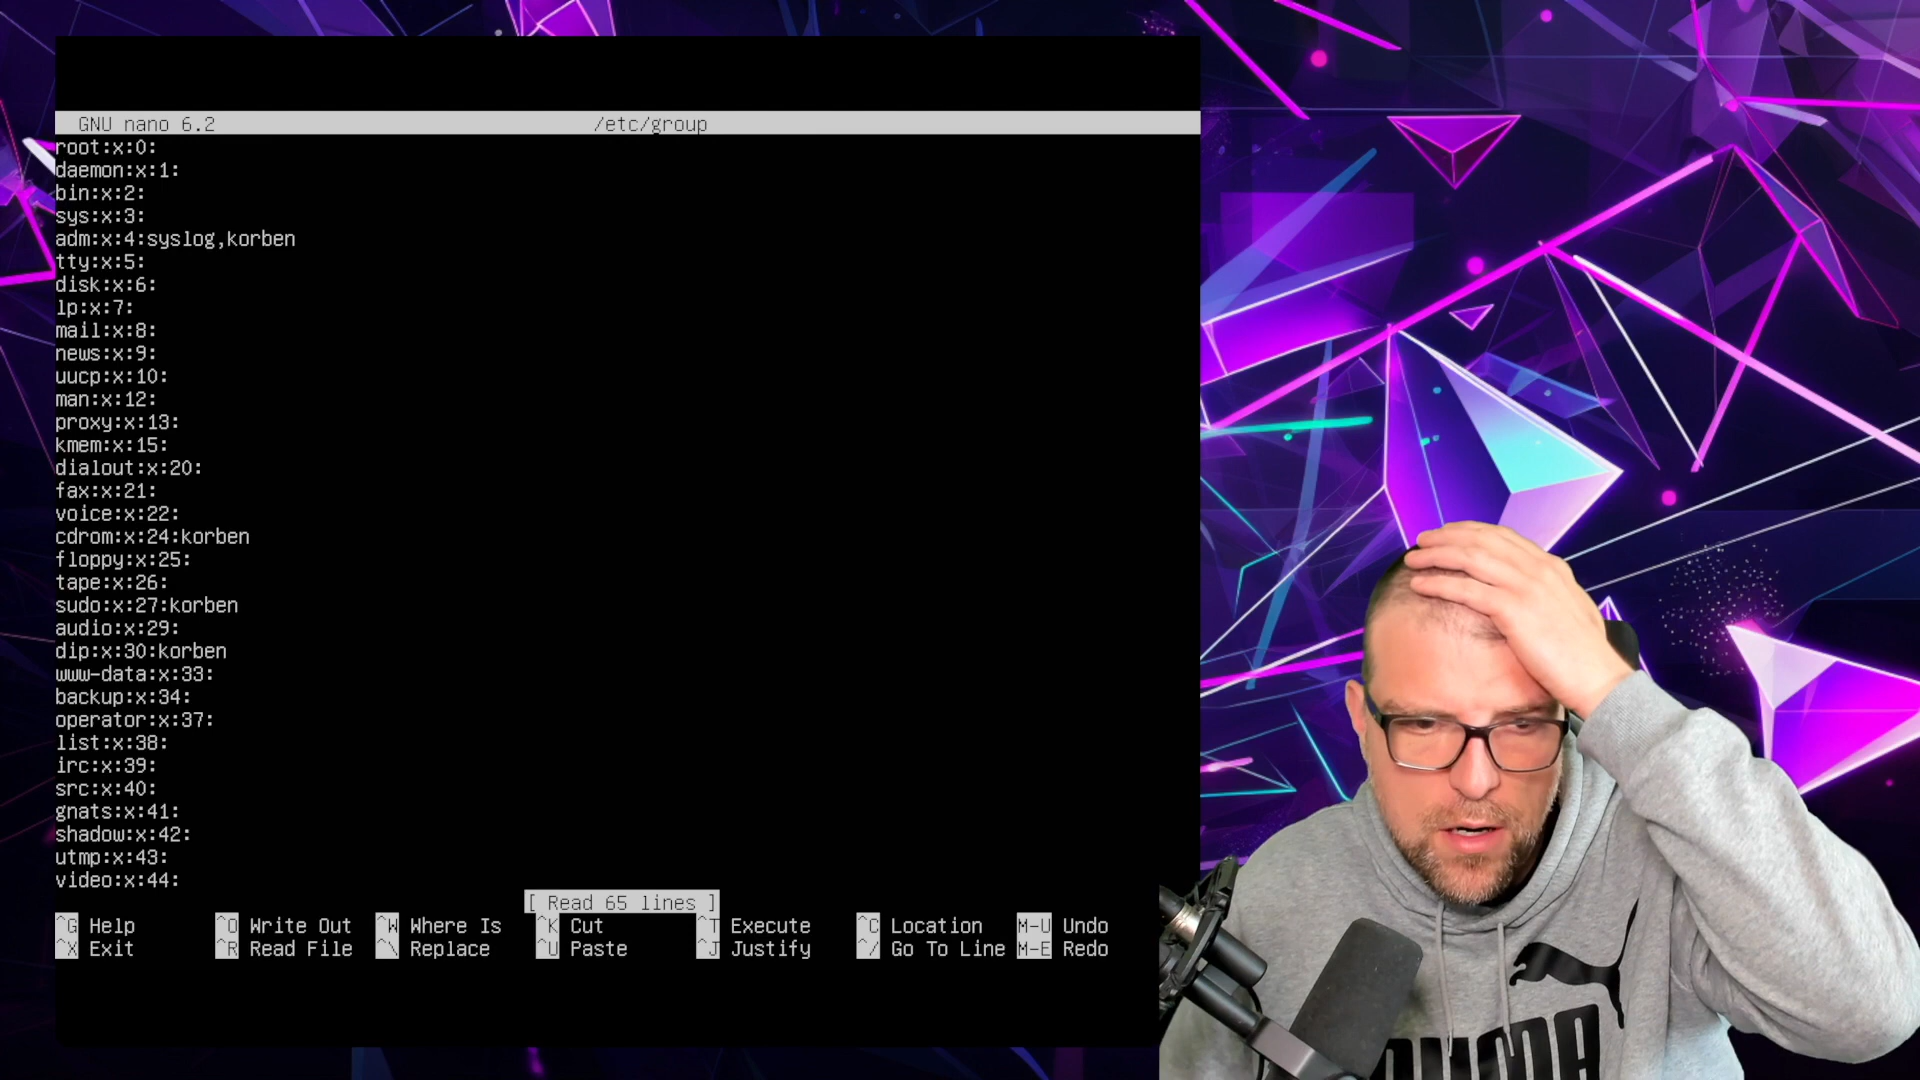 GNU nano 6.2 /etc/group
root:x:0:
daemon:x:1:
bin:x:2:
sys:x:3:
adm:x:4:syslog,korben
tty:x:5:
disk:x:6:
lp:x:7:
mail:x:8:
news:x:9:
uucp:x:10:
man:x:12:
proxy:x:13:
kmem:x:15:
dialout:x:20:
fax:x:21:
voice:x:22:
cdrom:x:24:korben
floppy:x:25:
tape:x:26:
sudo:x:27:korben
audio:x:29:
dip:x:30:korben
www-data:x:33:
backup:x:34:
operator:x:37:
list:x:38:
irc:x:39:
src:x:40:
gnats:x:41:
shadow:x:42:
utmp:x:43:
video:x:44:
[ Read 65 lines ]
^G Help ^O Write Out ^W Where Is ^K Cut ^T Execute ^C Location M-U Undo
^X Exit ^R Read File ^\ Replace ^U Paste ^J Justify ^/ Go To Line M-E Redo
PUMA